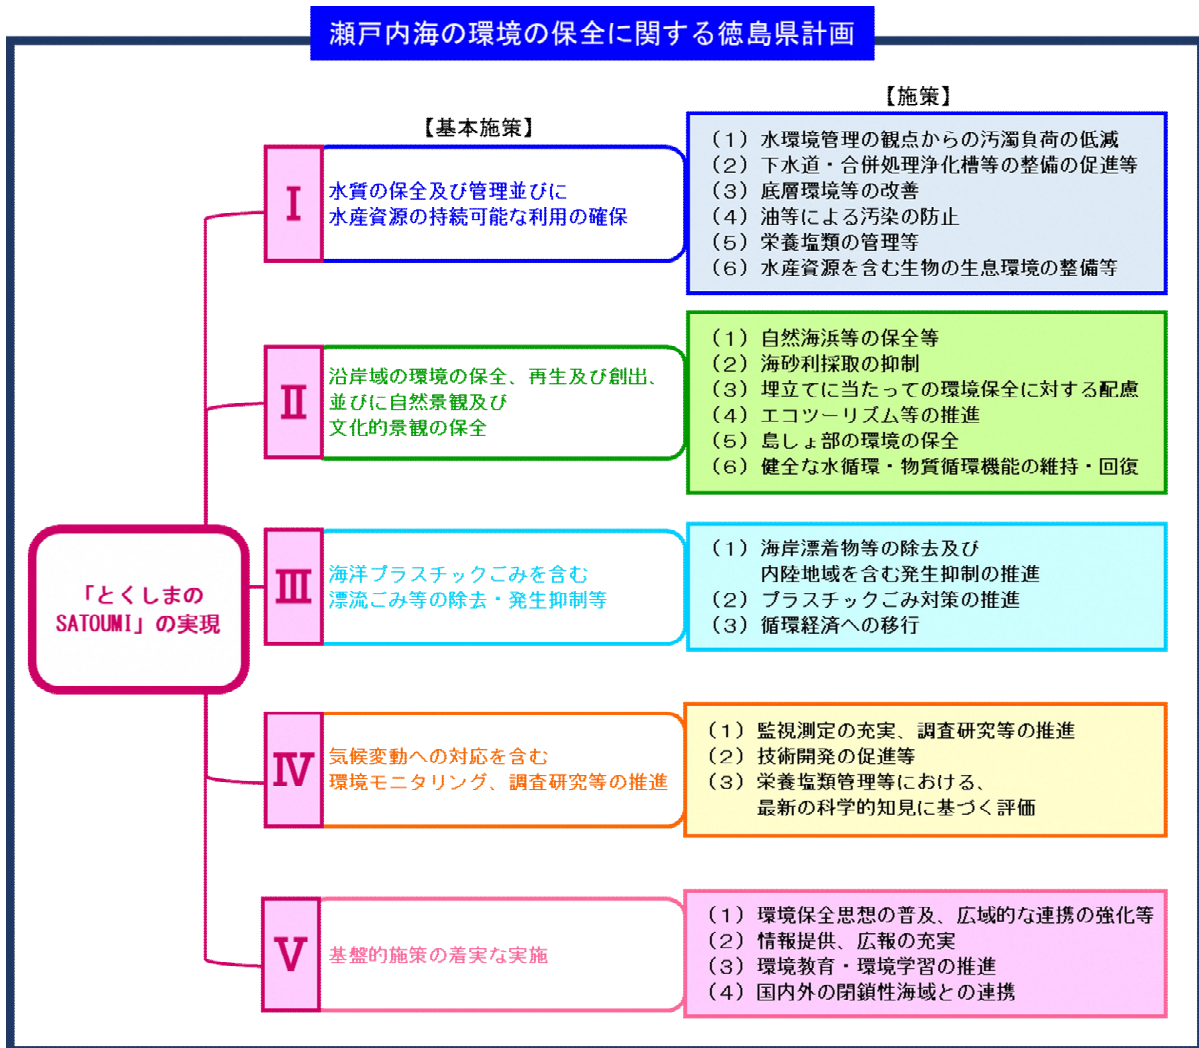 瀬戸内海の環境の保全に関する徳島県計画
【基本施策】
【施策】
「とくしまの
SATOUMI」の実現
Ⅰ
水質の保全及び管理並びに
水産資源の持続可能な利用の確保
(1) 水環境管理の観点からの汚濁負荷の低減
(2) 下水道・合併処理浄化槽等の整備の促進等
(3) 底層環境等の改善
(4) 油等による汚染の防止
(5) 栄養塩類の管理等
(6) 水産資源を含む生物の生息環境の整備等
Ⅱ
沿岸域の環境の保全、再生及び創出、
並びに自然景観及び
文化的景観の保全
(1) 自然海浜等の保全等
(2) 海砂利採取の抑制
(3) 埋立てに当たっての環境保全に対する配慮
(4) エコツーリズム等の推進
(5) 島しょ部の環境の保全
(6) 健全な水循環・物質循環機能の維持・回復
Ⅲ
海洋プラスチックごみを含む
漂流ごみ等の除去・発生抑制等
(1) 海岸漂着物等の除去及び
内陸地域を含む発生抑制の推進
(2) プラスチックごみ対策の推進
(3) 循環経済への移行
Ⅳ
気候変動への対応を含む
環境モニタリング、調査研究等の推進
(1) 監視測定の充実、調査研究等の推進
(2) 技術開発の促進等
(3) 栄養塩類管理等における、
最新の科学的知見に基づく評価
Ⅴ
基盤的施策の着実な実施
(1) 環境保全思想の普及、広域的な連携の強化等
(2) 情報提供、広報の充実
(3) 環境教育・環境学習の推進
(4) 国内外の閉鎖性海域との連携